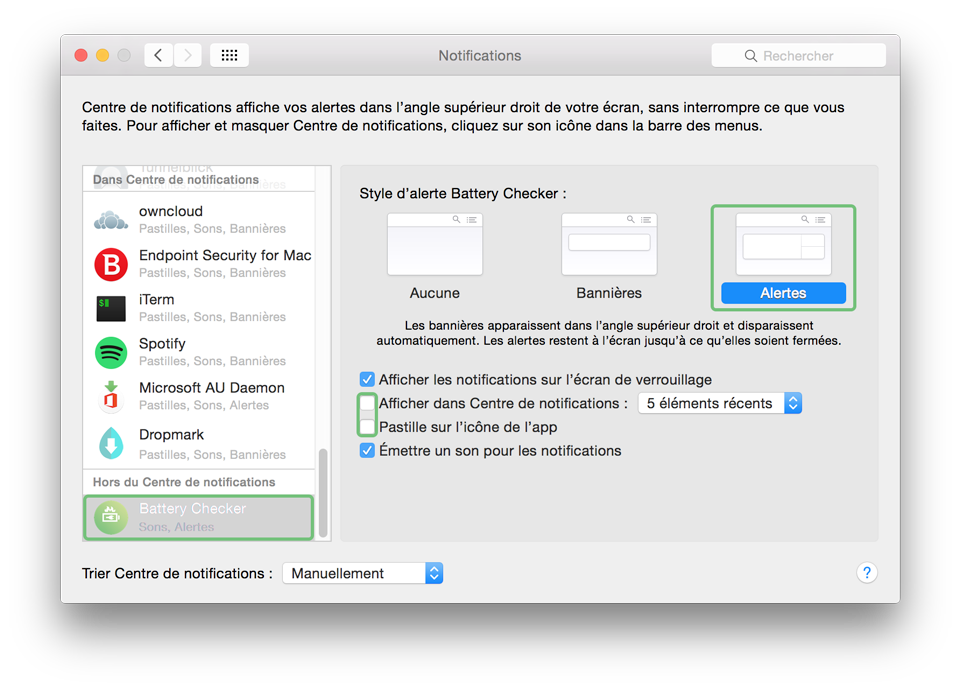 Notifications
Rechercher
Centre de notifications affiche vos alertes dans l’angle supérieur droit de votre écran, sans interrompre ce que vous
faites. Pour afficher et masquer Centre de notifications, cliquez sur son icône dans la barre des menus.
Tunnelblick
Dans Centre de notifications
owncloud
Pastilles, Sons, Bannières
Endpoint Security for Mac
Pastilles, Sons, Bannières
iTerm
Pastilles, Sons, Bannières
Spotify
Pastilles, Sons, Bannières
Microsoft AU Daemon
Pastilles, Sons, Alertes
Dropmark
Pastilles, Sons, Bannières
Hors du Centre de notifications
Battery Checker
Sons, Alertes
Style d’alerte Battery Checker :
Aucune
Bannières
Alertes
Les bannières apparaissent dans l’angle supérieur droit et disparaissent
automatiquement. Les alertes restent à l’écran jusqu’à ce qu’elles soient fermées.
Afficher les notifications sur l’écran de verrouillage
Afficher dans Centre de notifications : 5 éléments récents
Pastille sur l’icône de l’app
Émettre un son pour les notifications
Trier Centre de notifications : Manuellement
?